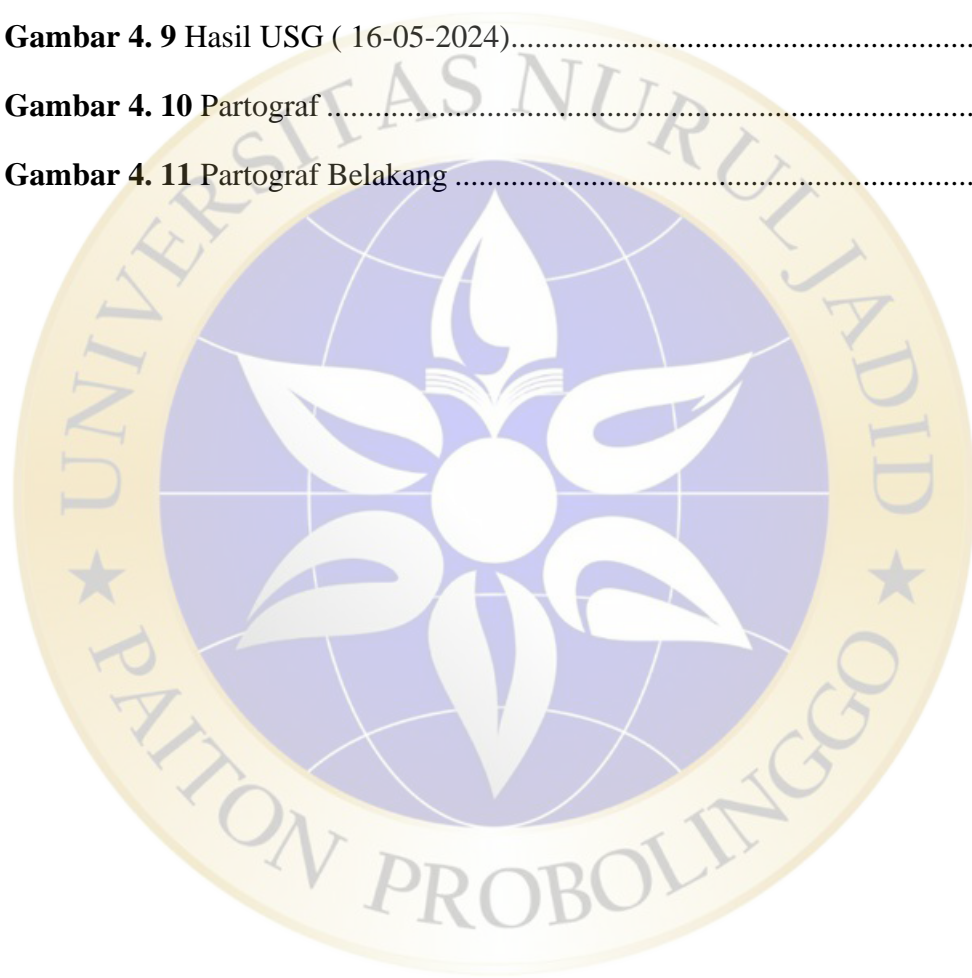 Gambar 4. 9 Hasil USG ( 16-05-2024)................................................................
Gambar 4. 10 Partograf ................................................................................
Gambar 4. 11 Partograf Belakang ................................................................
UNIVERSITAS NURUL JADID
★ PAITON PROBOLINGGO ★